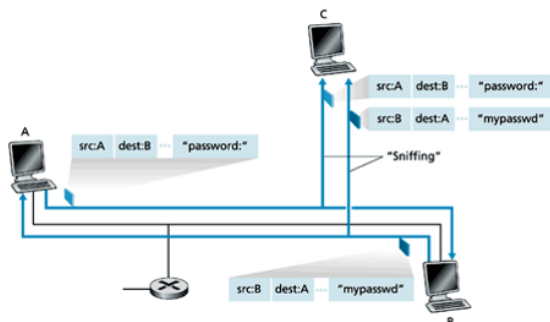 C
src:A dest:B ... "password:"
src:B dest:A ... "mypasswd"
A
src:A dest:B ... "password:"
"Sniffing"
src:B dest:A ... "mypasswd"